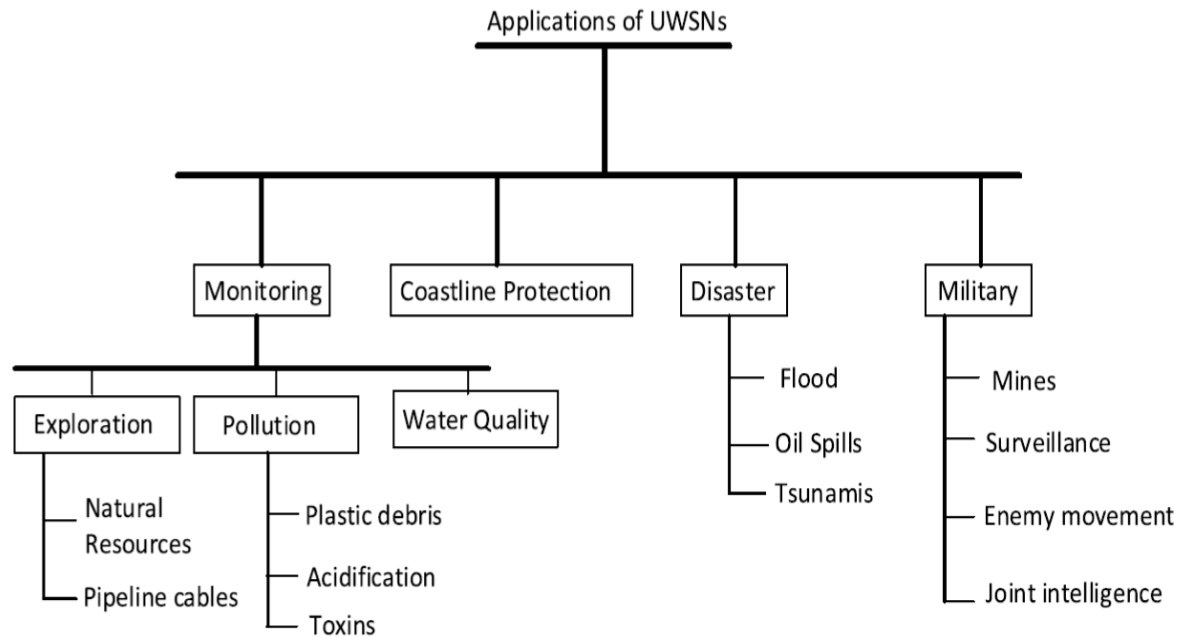 Applications of UWSNs
Monitoring
Coastline Protection
Disaster
Military
Exploration
Pollution
Water Quality
Natural
Resources
Pipeline cables
Plastic debris
Acidification
Toxins
Flood
Oil Spills
Tsunamis
Mines
Surveillance
Enemy movement
Joint intelligence